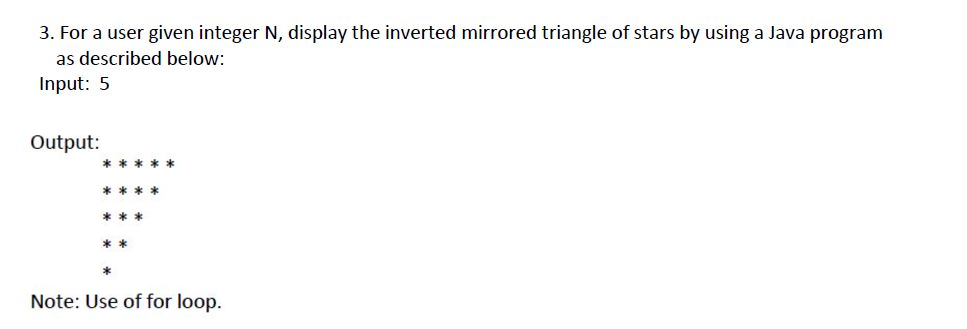 3. For a user given integer N, display the inverted mirrored triangle of stars by using a Java program
as described below:
Input: 5
Output:
* * * * *
* * * *
* * *
* *
*
Note: Use of for loop.